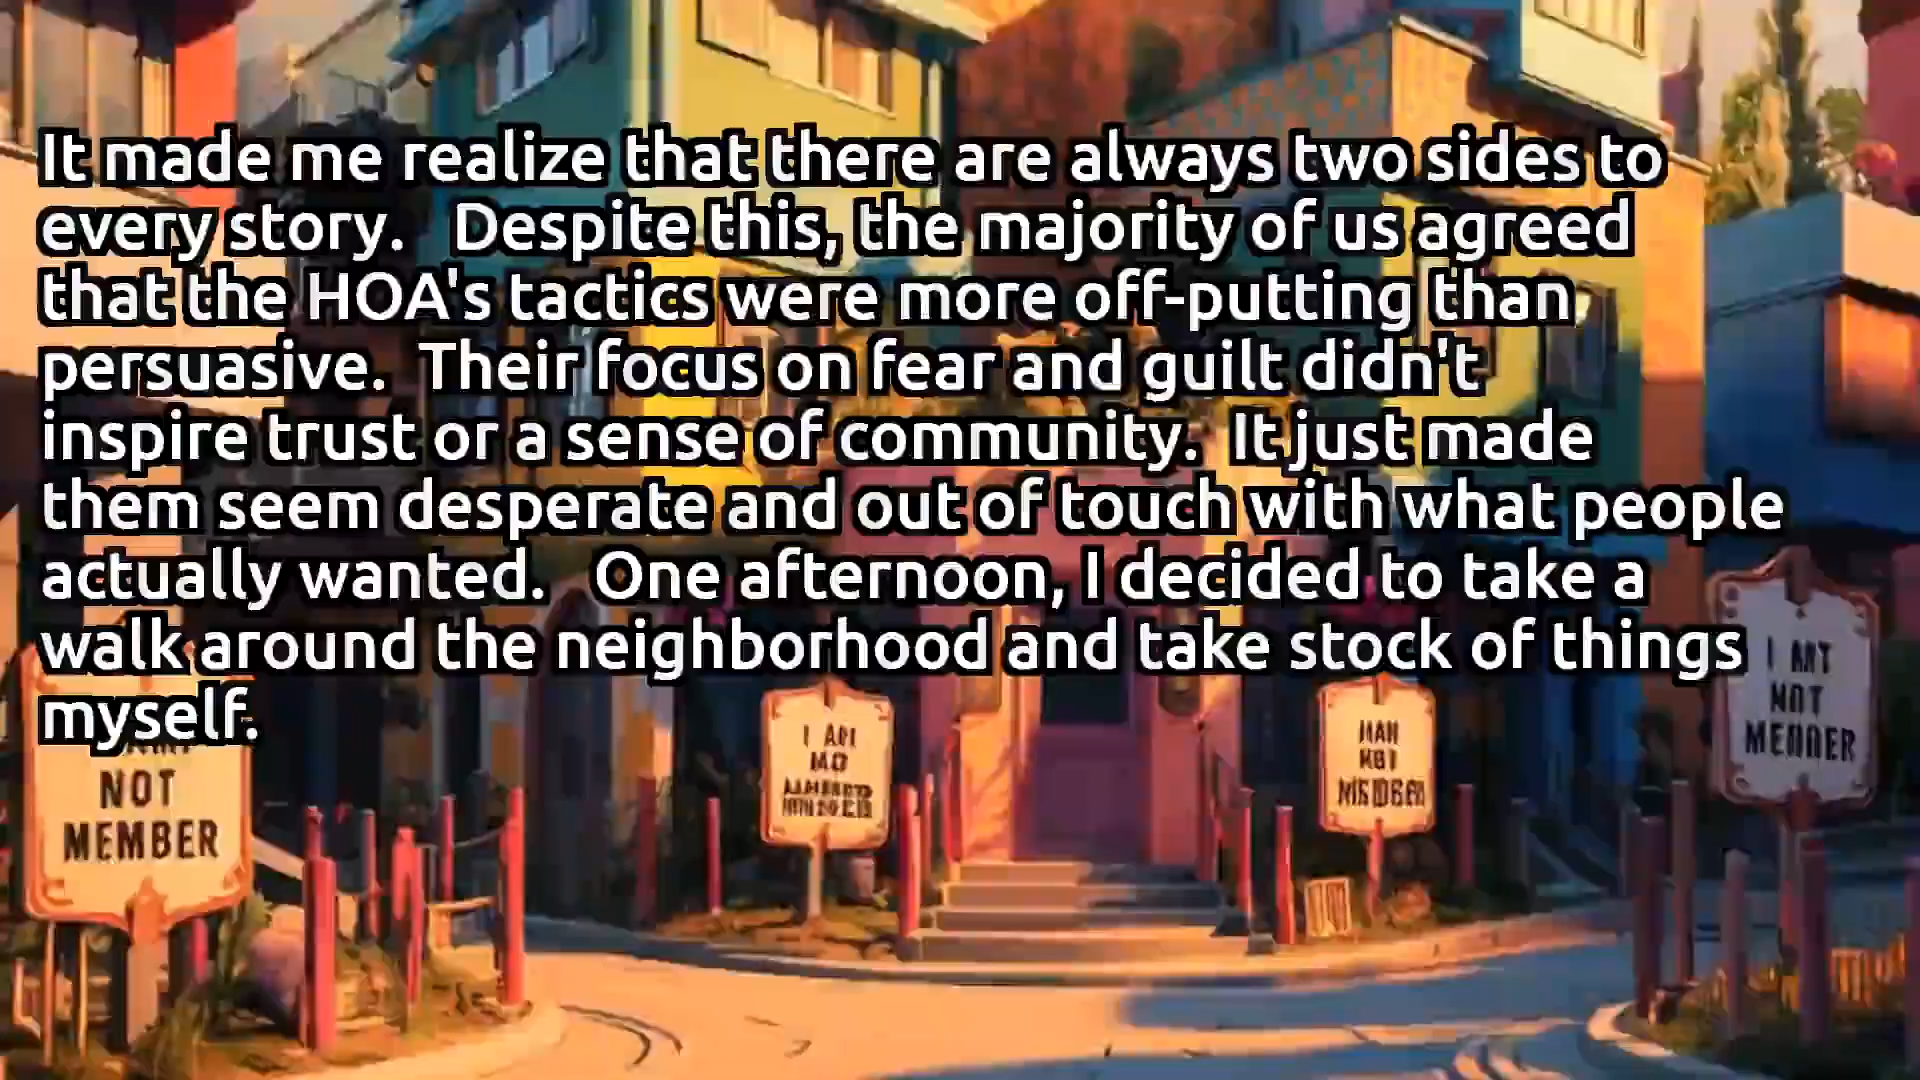 It made me realize that there are always two sides to
every story.   Despite this, the majority of us agreed
that the HOA's tactics were more off-putting than
persuasive.  Their focus on fear and guilt didn't
inspire trust or a sense of community.  It just made
them seem desperate and out of touch with what people
actually wanted.   One afternoon, I decided to take a
walk around the neighborhood and take stock of things
myself.
NOT
MEMBER
I
NOT